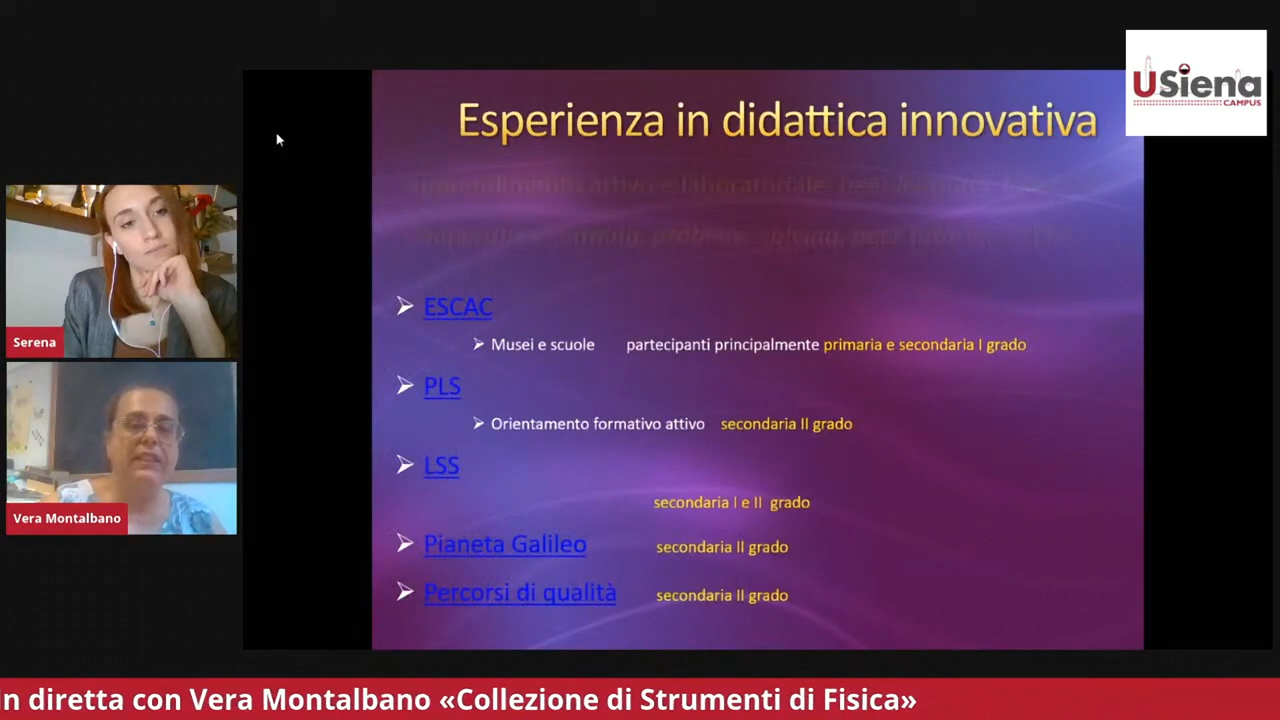 USiena
CAMPUS
Esperienza in didattica innovativa
ESCAC
Musei e scuole partecipanti principalmente primaria e secondaria I grado
PLS
Orientamento formativo attivo secondaria II grado
LSS
secondaria I e II grado
Pianeta Galileo secondaria II grado
Percorsi di qualità secondaria II grado
Serena
Vera Montalbano
In diretta con Vera Montalbano «Collezione di Strumenti di Fisica»